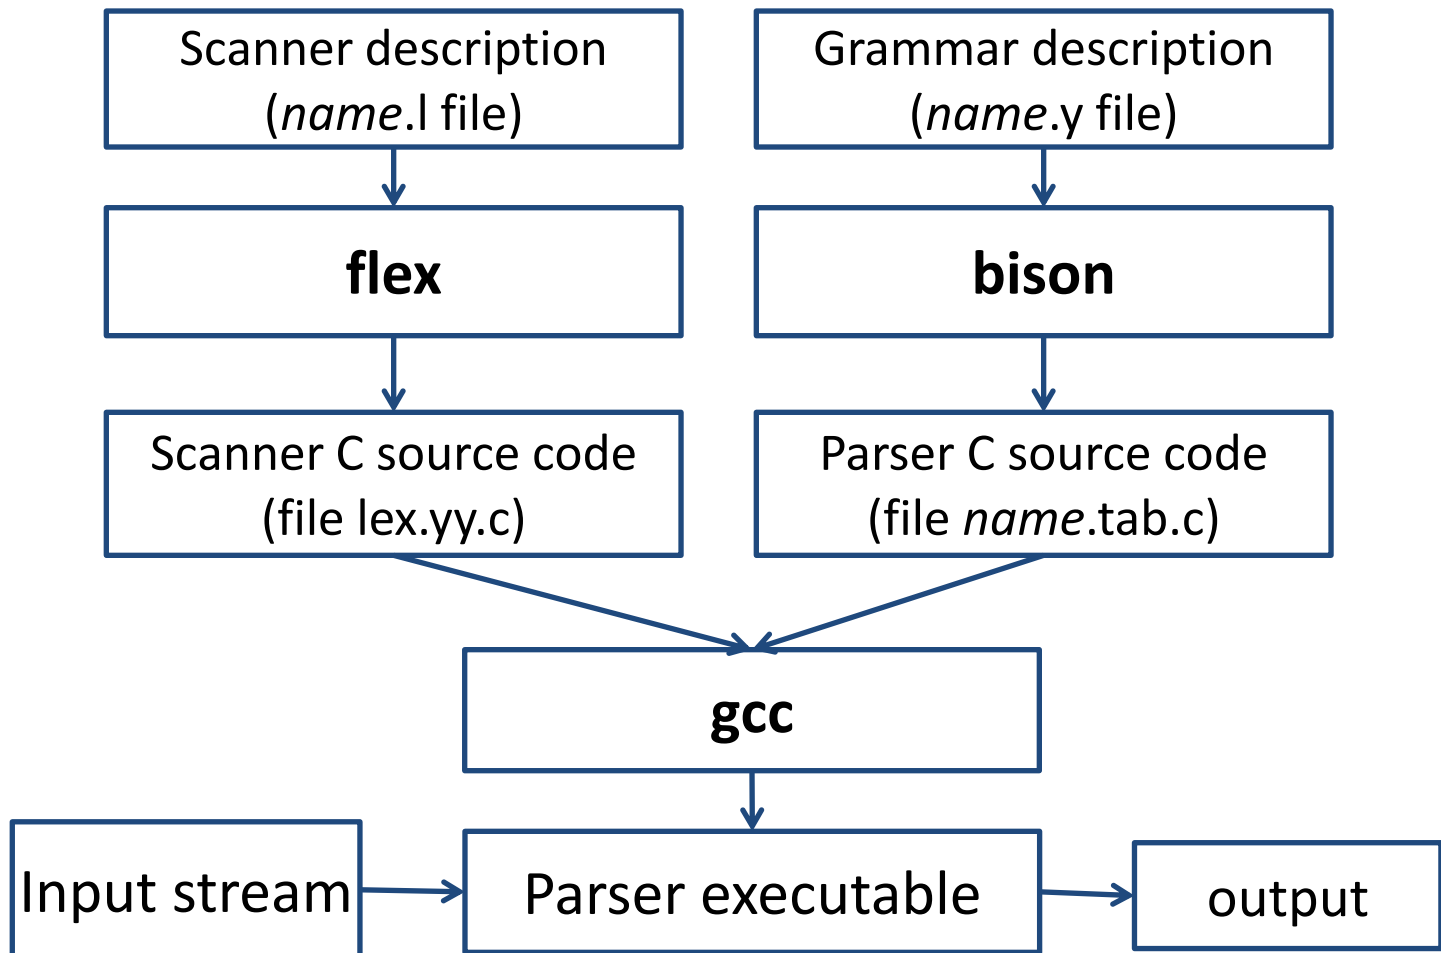 Scanner description
(name.l file)
Grammar description
(name.y file)
flex
bison
Scanner C source code
(file lex.yy.c)
Parser C source code
(file name.tab.c)
gcc
Input stream
Parser executable
output